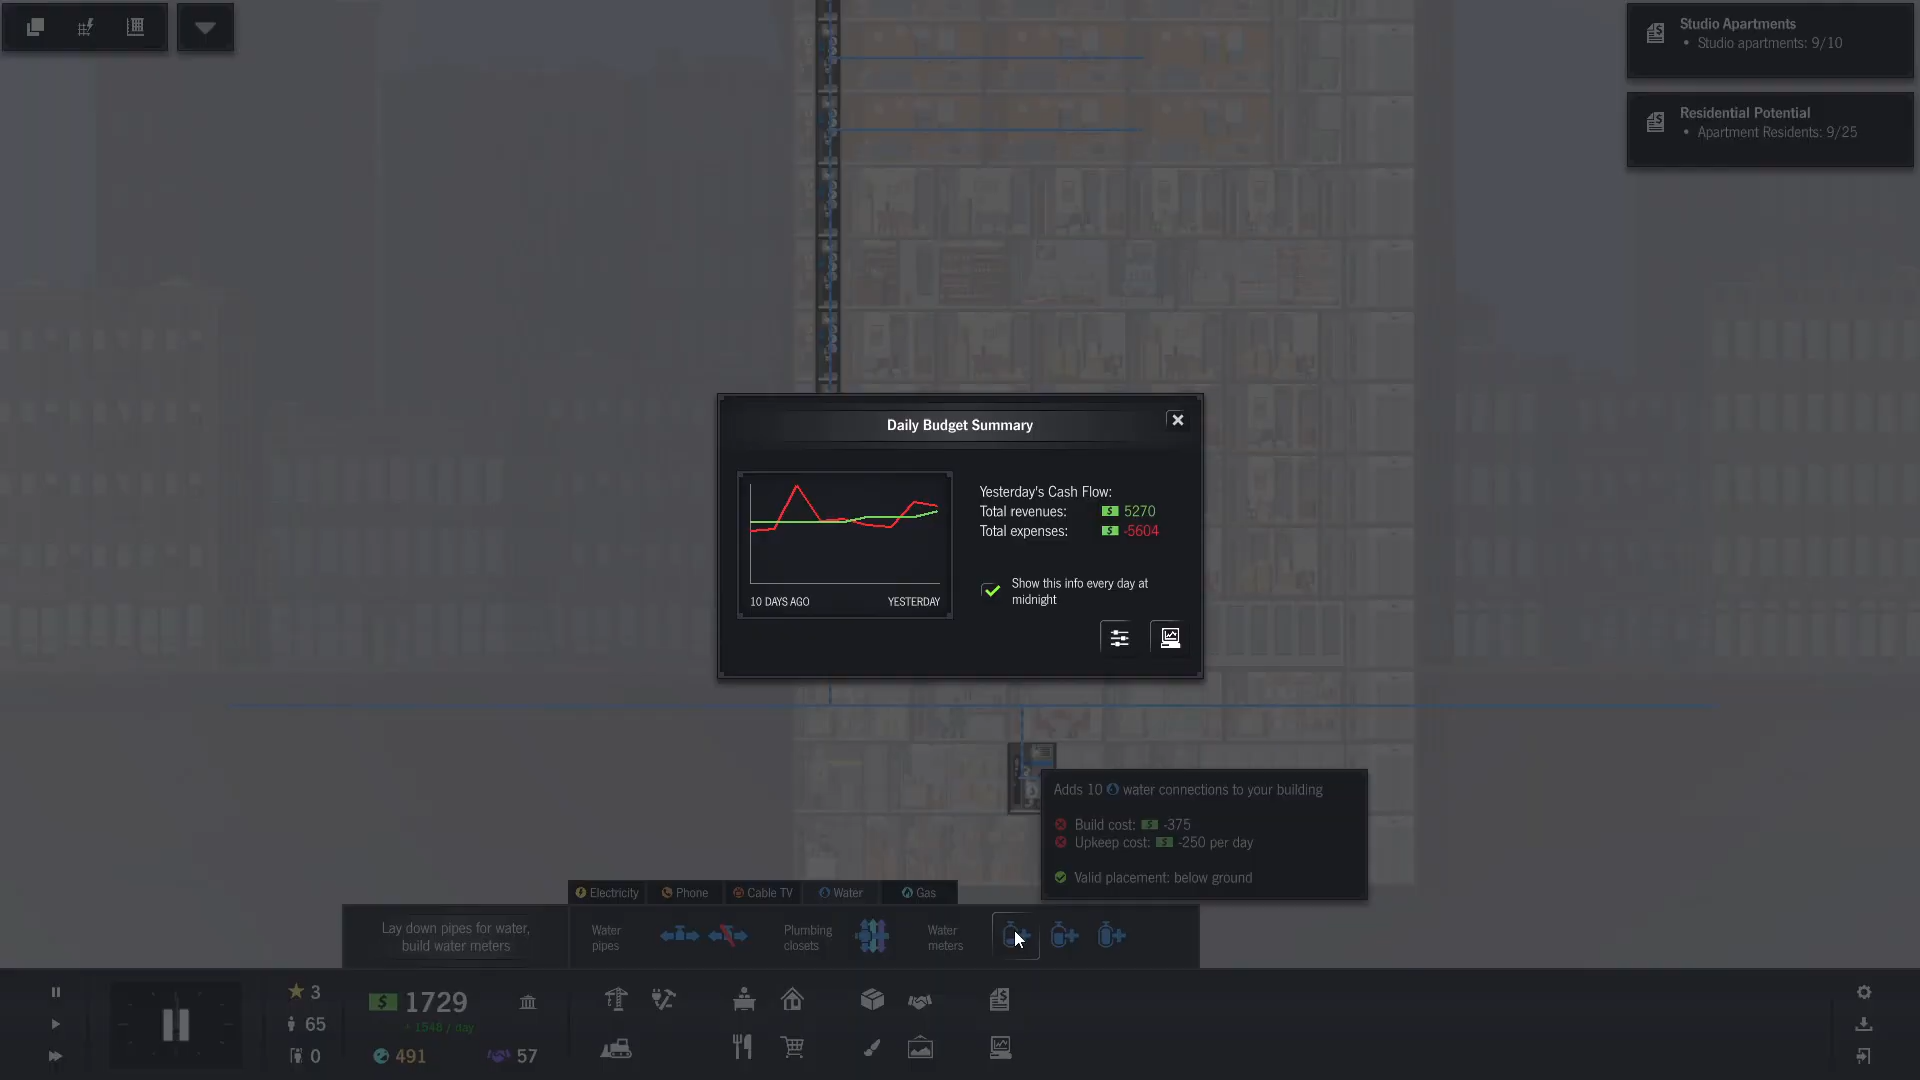 Studio Apartments
• Studio apartments: 9/10
Residential Potential
• Apartment Residents: 9/25
Daily Budget Summary
Yesterday's Cash Flow:
Total revenues: $ 5270
Total expenses: $ -5604
Show this info every day at
midnight
10 DAYS AGO
YESTERDAY
Adds 10 water connections to your building
Build cost: $ -375
Upkeep cost: $ -250 per day
Valid placement: below ground
Electricity
Phone
Cable TV
Water
Gas
Lay down pipes for water,
build water meters
Water
pipes
Plumbing
closets
Water
meters
3
$ 1729
+ 1548 / day
65
0
491
57